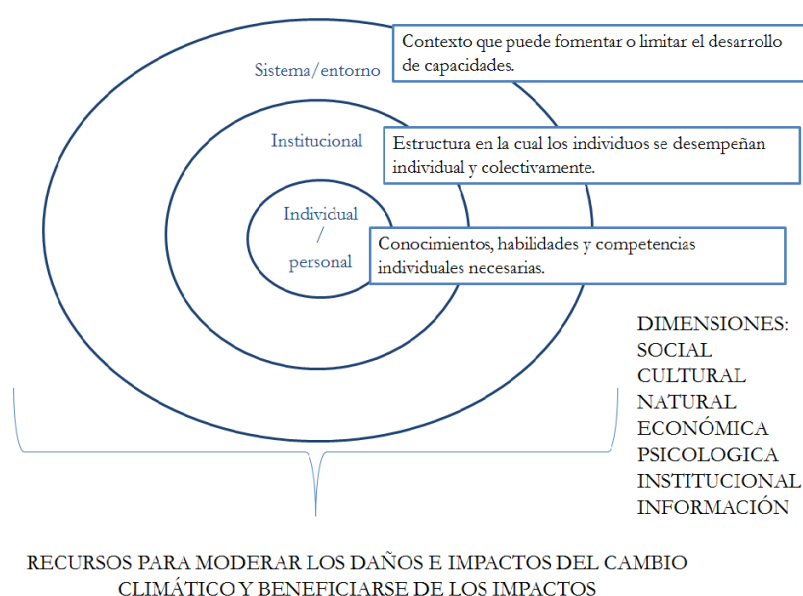 Contexto que puede fomentar o limitar el desarrollo
de capacidades.
Sistema/entorno
Institucional
Estructura en la cual los individuos se desempeñan
individual y colectivamente.
Individual
/
personal
Conocimientos, habilidades y competencias
individuales necesarias.
DIMENSIONES:
SOCIAL
CULTURAL
NATURAL
ECONÓMICA
PSICOLOGICA
INSTITUCIONAL
INFORMACIÓN
RECURSOS PARA MODERAR LOS DAÑOS E IMPACTOS DEL CAMBIO
CLIMÁTICO Y BENEFICIARSE DE LOS IMPACTOS